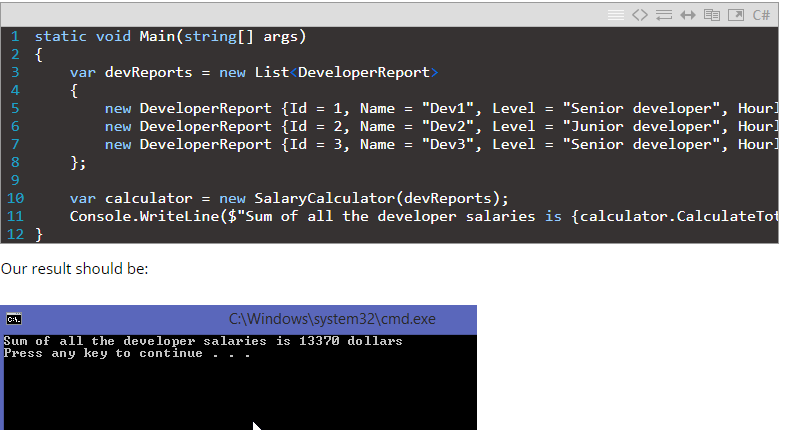 C#
1 static void Main(string[] args)
2 {
3     var devReports = new List<DeveloperReport>
4     {
5         new DeveloperReport {Id = 1, Name = "Dev1", Level = "Senior developer", Hourl
6         new DeveloperReport {Id = 2, Name = "Dev2", Level = "Junior developer", Hourl
7         new DeveloperReport {Id = 3, Name = "Dev3", Level = "Senior developer", Hourl
8     };
9
10     var calculator = new SalaryCalculator(devReports);
11     Console.WriteLine($"Sum of all the developer salaries is {calculator.CalculateTot
12 }
Our result should be:
C:\Windows\system32\cmd.exe
Sum of all the developer salaries is 13370 dollars
Press any key to continue . . .